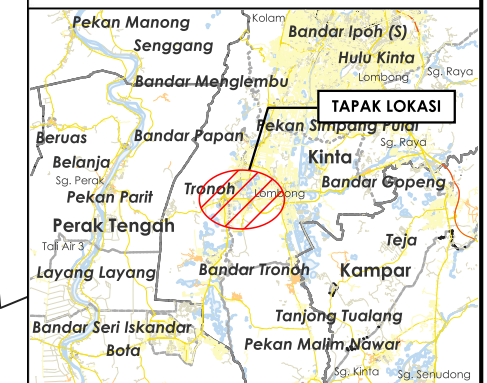 Pekan Manong
Kolam
Bandar Ipoh (S)
Senggang
Hulu Kinta
Lombong
Sg. Raya
Bandar Menglembu
TAPAK LOKASI
Beruas
Bandar Papan
Pekan Simpang Pulai
Sg. Raya
Belanja
Kinta
Sg. Perak
Pekan Parit
Tronoh
Lombong
Bandar Gopeng
Perak Tengah
Tali Air 3
Teja
Layang Layang
Bandar Tronoh
Kampar
Tanjong Tualang
Bandar Seri Iskandar
Bota
Pekan Malim Nawar
Sg. Kinta
Sg. Senudong